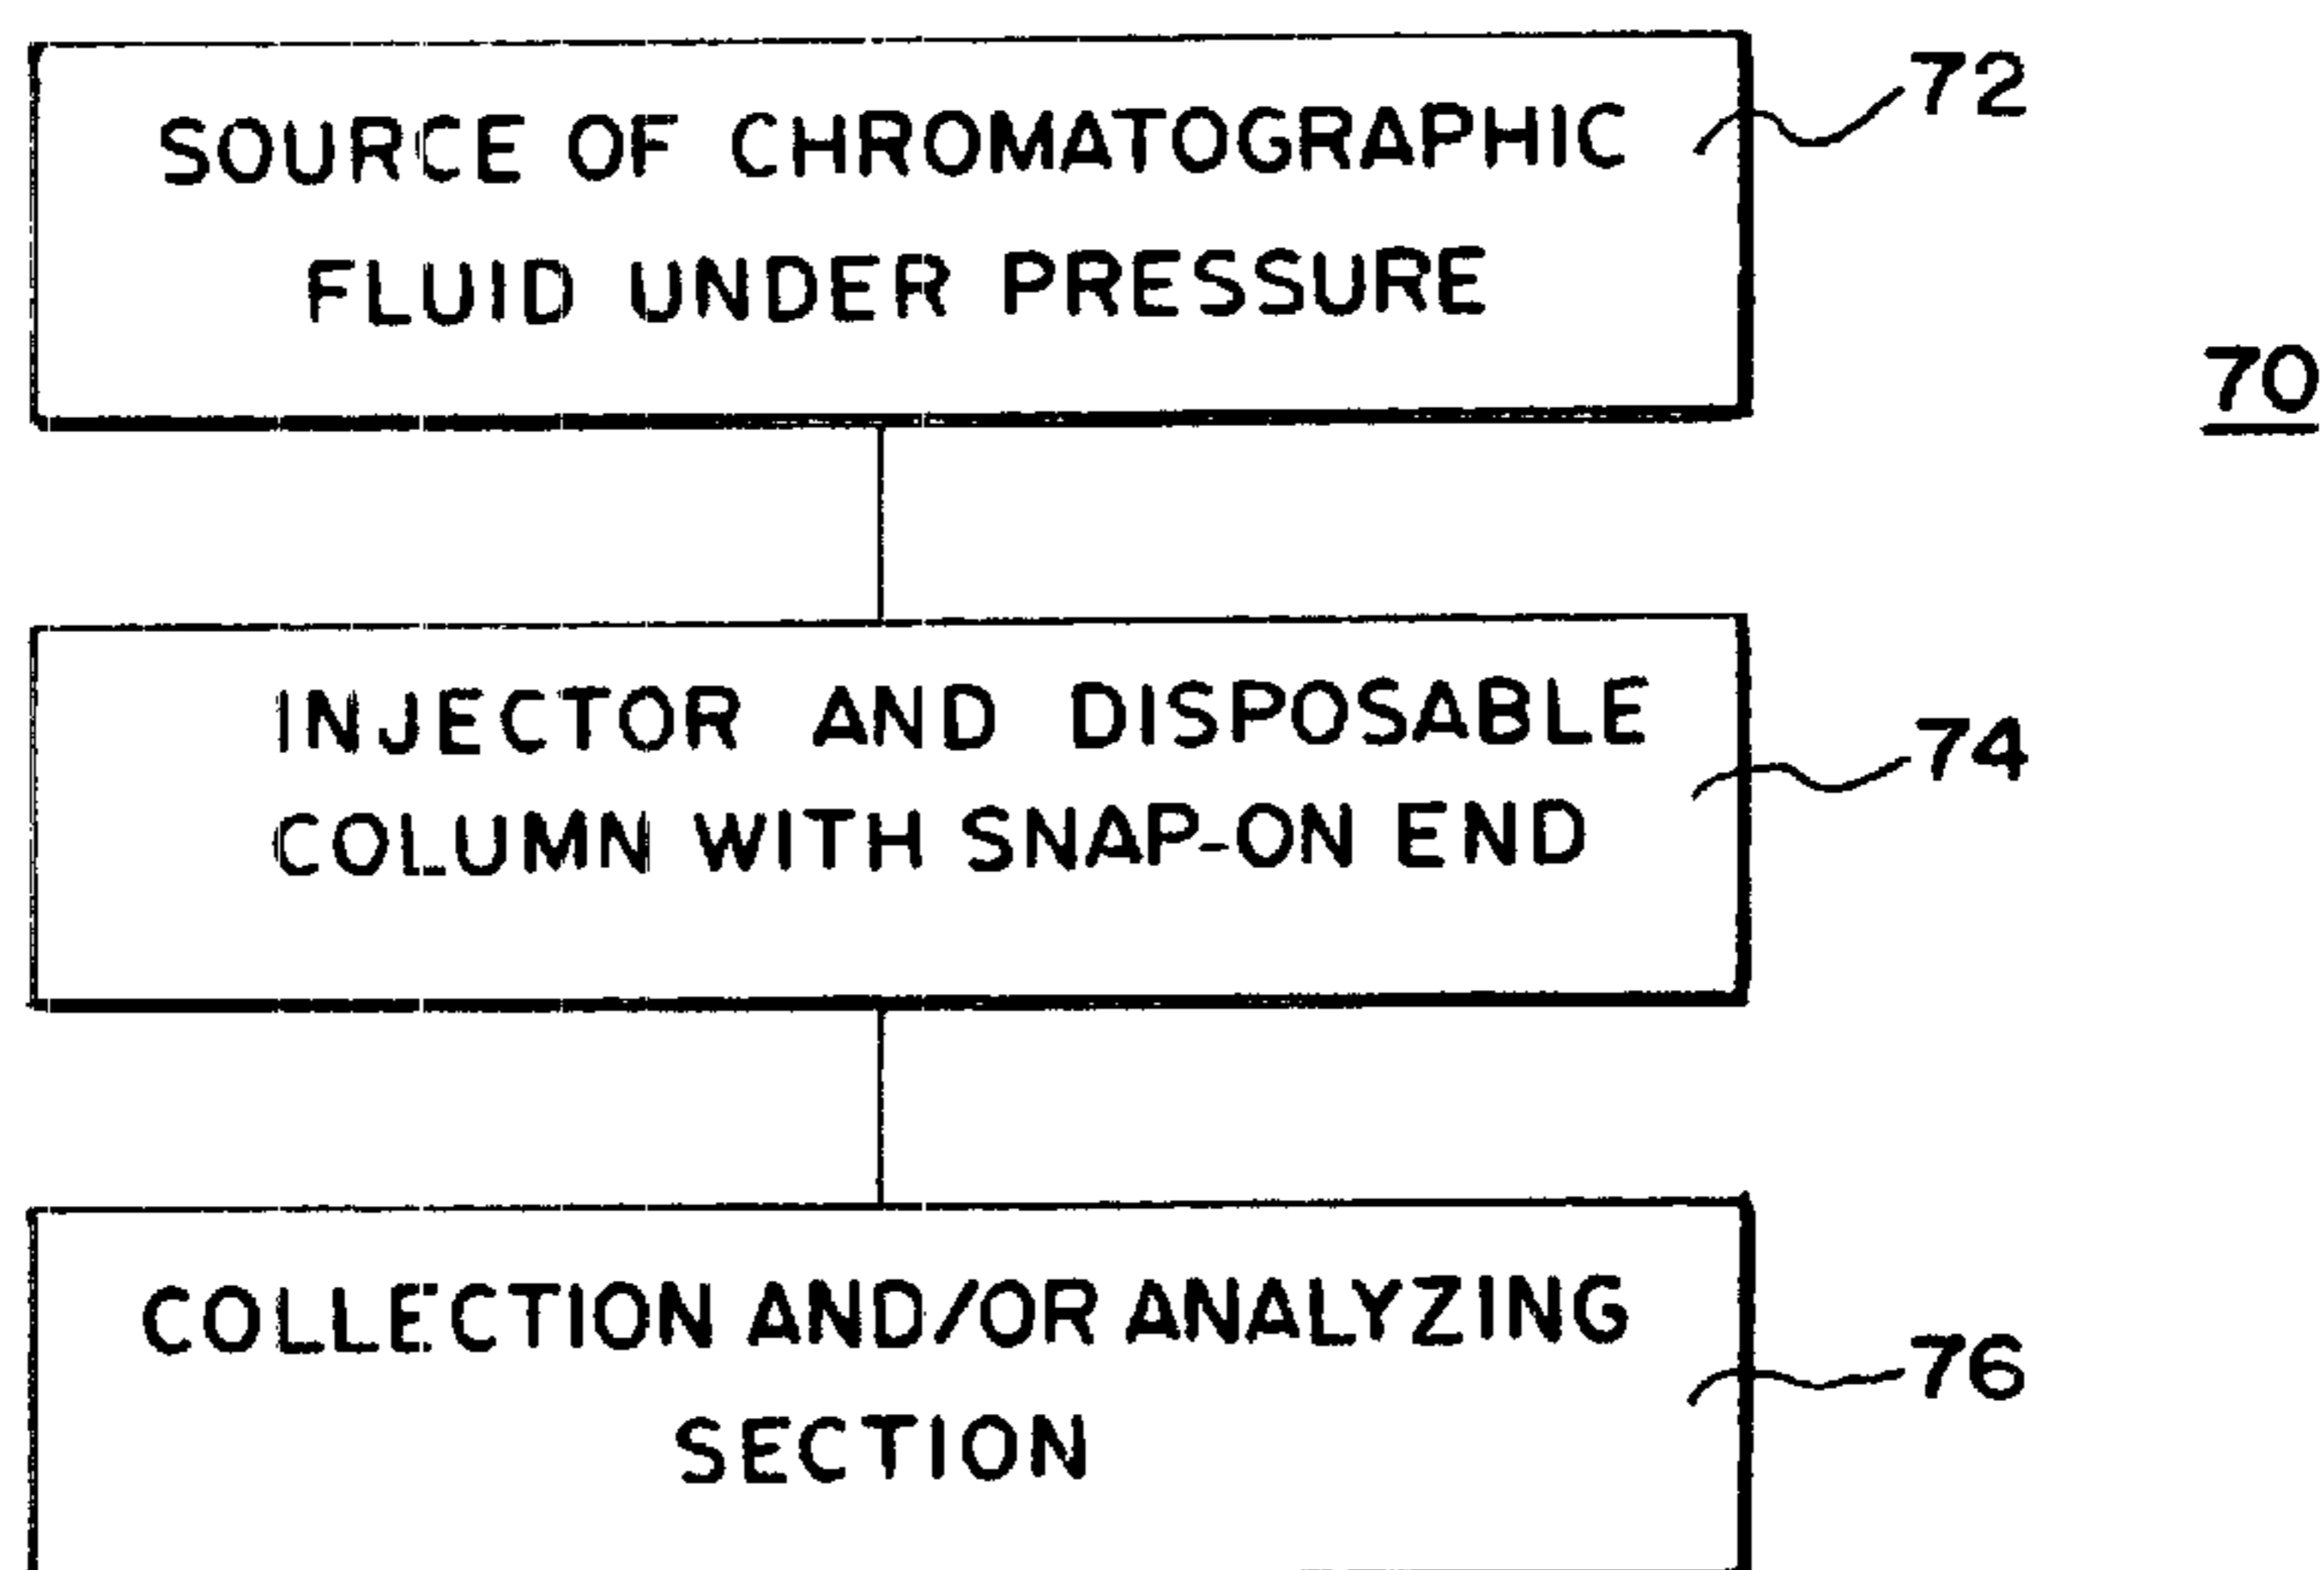 SOURCE OF CHROMATOGRAPHIC
FLUID UNDER PRESSURE
72
70
INJECTOR AND DISPOSABLE
COLUMN WITH SNAP-ON END
74
COLLECTION AND/OR ANALYZING
SECTION
76